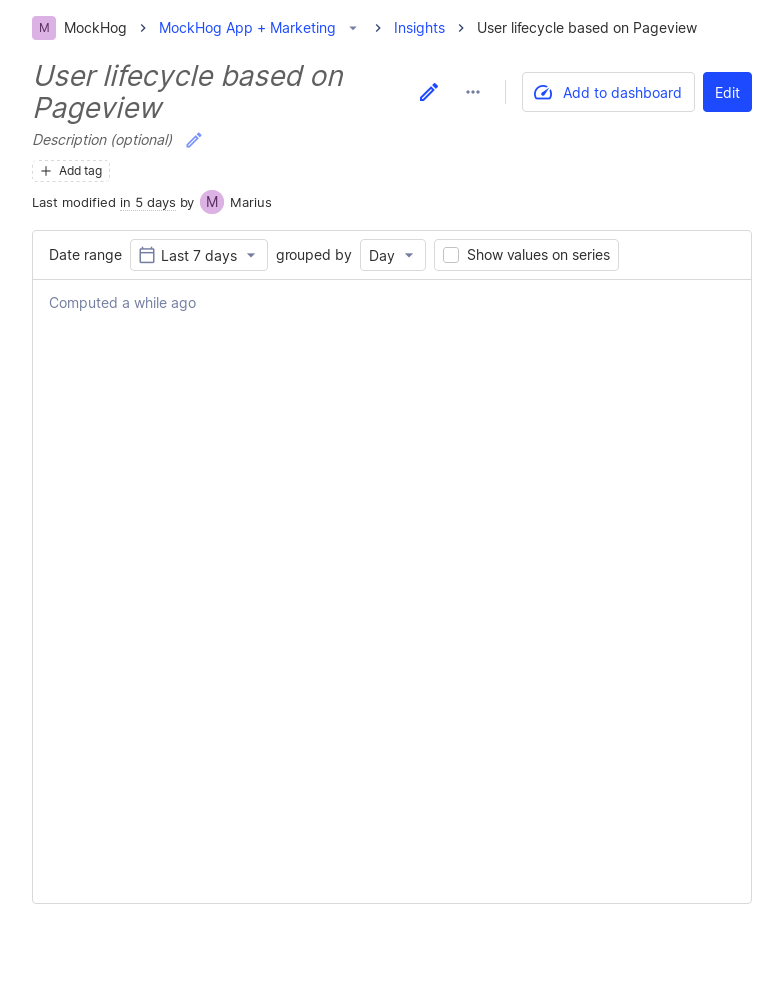 M MockHog MockHog App + Marketing Insights User lifecycle based on Pageview
User lifecycle based on
Pageview
Add to dashboard Edit
Description (optional)
Add tag
Last modified in 5 days by M Marius
Date range Last 7 days grouped by Day Show values on series
Computed a while ago